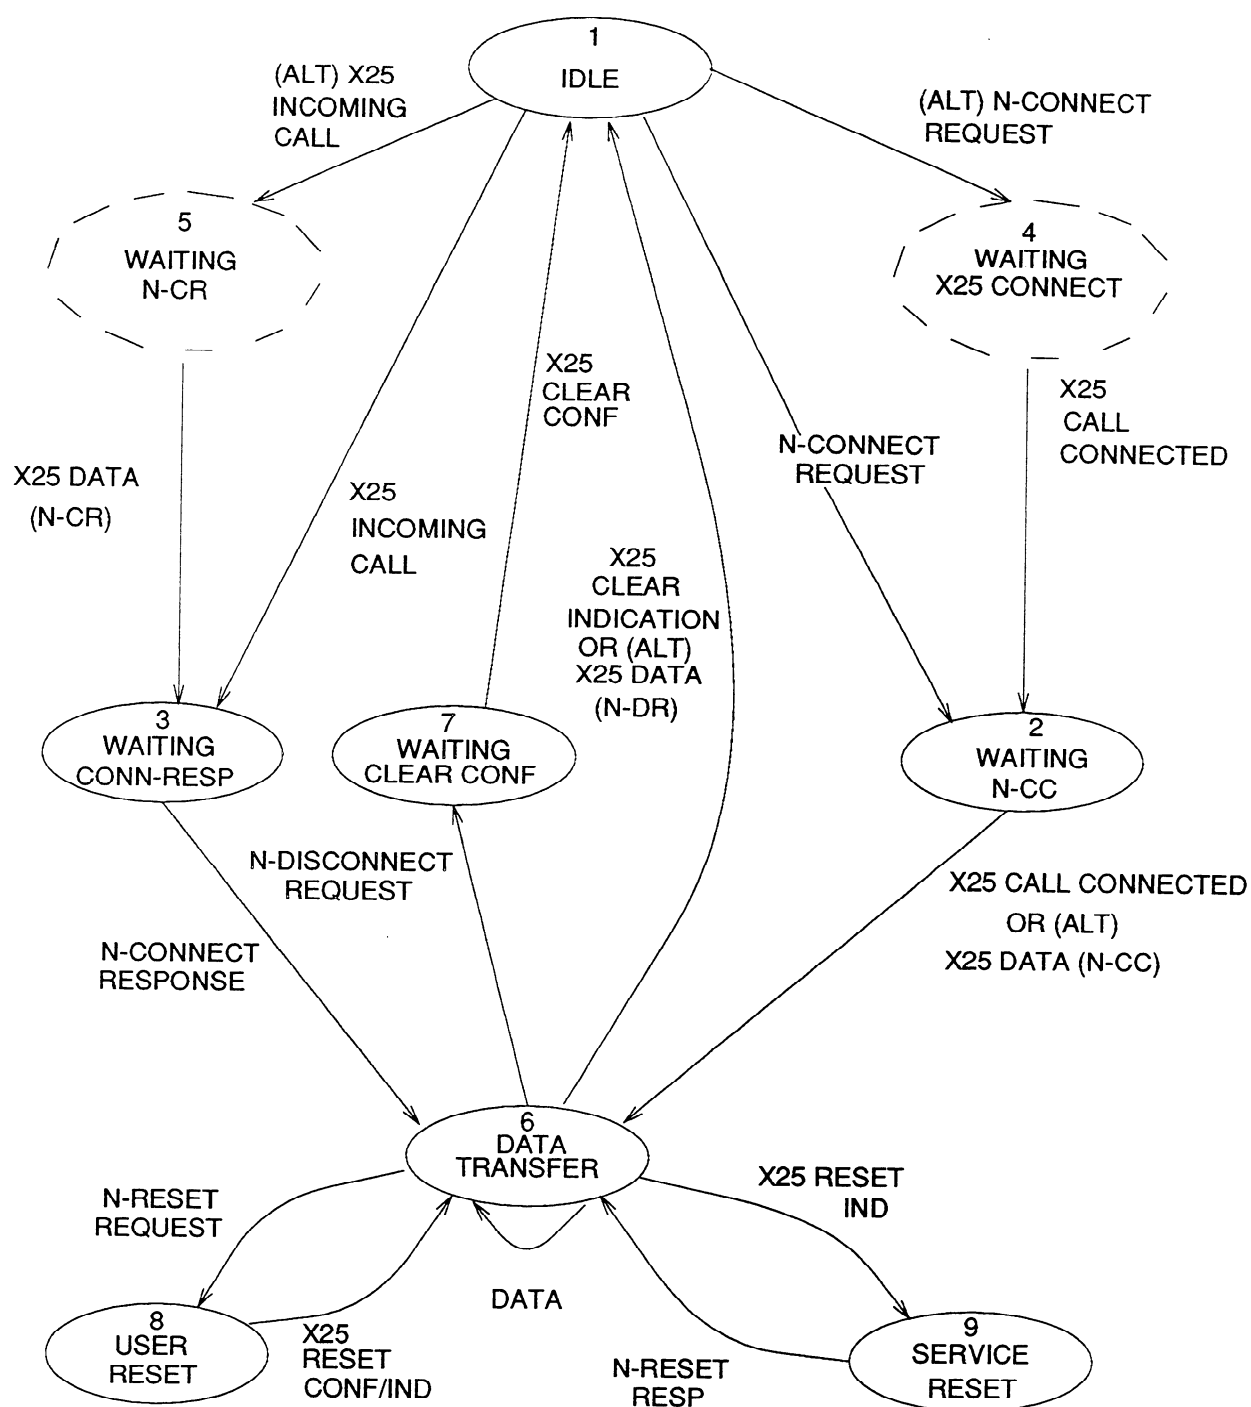 1
IDLE
(ALT) X25
INCOMING
CALL
(ALT) N-CONNECT
REQUEST
5
WAITING
N-CR
4
WAITING
X25 CONNECT
X25
CLEAR
CONF
X25
CALL
CONNECTED
N-CONNECT
REQUEST
X25 DATA
(N-CR)
X25
INCOMING
CALL
X25
CLEAR
INDICATION
OR (ALT)
X25 DATA
(N-DR)
3
WAITING
CONN-RESP
7
WAITING
CLEAR CONF
2
WAITING
N-CC
N-DISCONNECT
REQUEST
X25 CALL CONNECTED
OR (ALT)
X25 DATA (N-CC)
N-CONNECT
RESPONSE
6
DATA
TRANSFER
N-RESET
REQUEST
X25 RESET
IND
DATA
8
USER
RESET
X25
RESET
CONF/IND
N-RESET
RESP
9
SERVICE
RESET